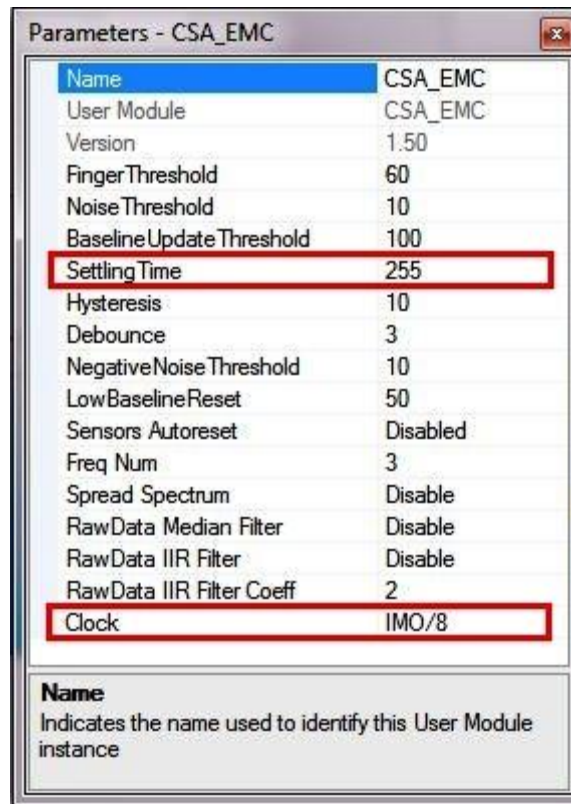 Parameters - CSA_EMC
Name CSA_EMC
User Module CSA_EMC
Version 1.50
FingerThreshold 60
NoiseThreshold 10
BaselineUpdateThreshold 100
SettlingTime 255
Hysteresis 10
Debounce 3
NegativeNoiseThreshold 10
LowBaselineReset 50
Sensors Autoreset Disabled
Freq Num 3
Spread Spectrum Disable
RawData Median Filter Disable
RawData IIR Filter Disable
RawData IIR Filter Coeff 2
Clock IMO/8
Name
Indicates the name used to identify this User Module
instance